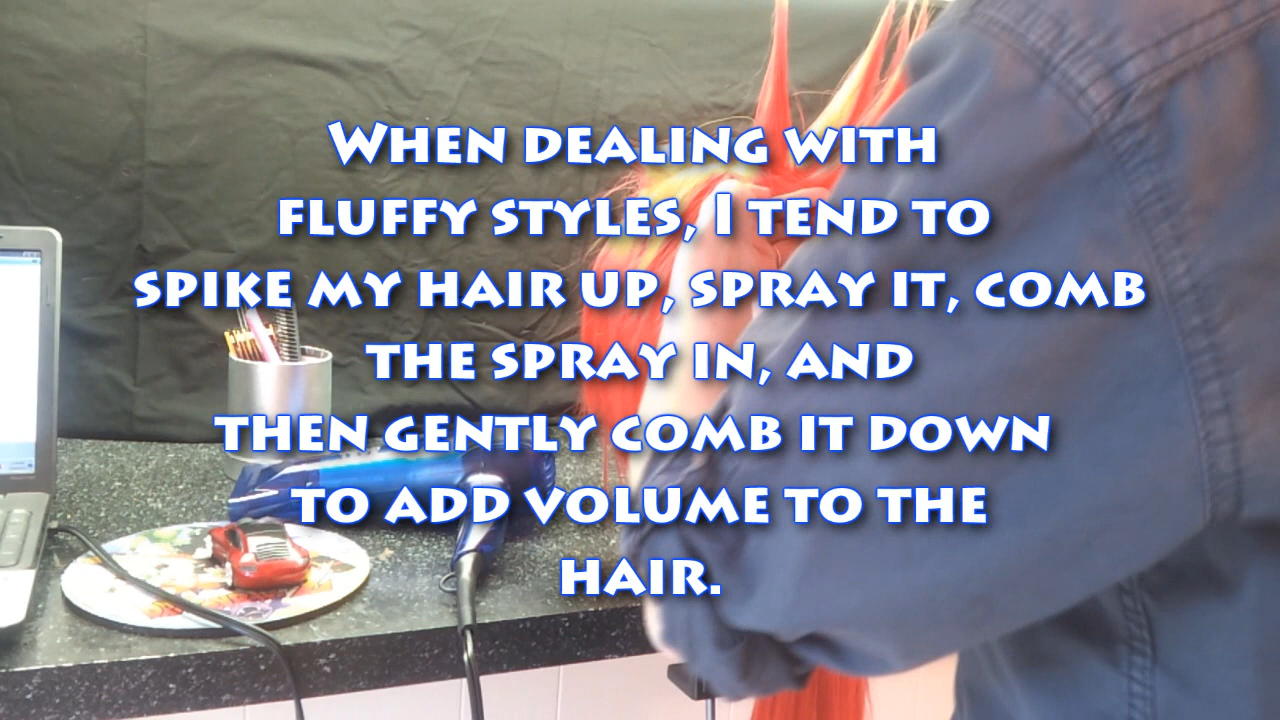 When dealing with
fluffy styles, I tend to
spike my hair up, spray it, comb
the spray in, and
then gently comb it down
to add volume to the
hair.